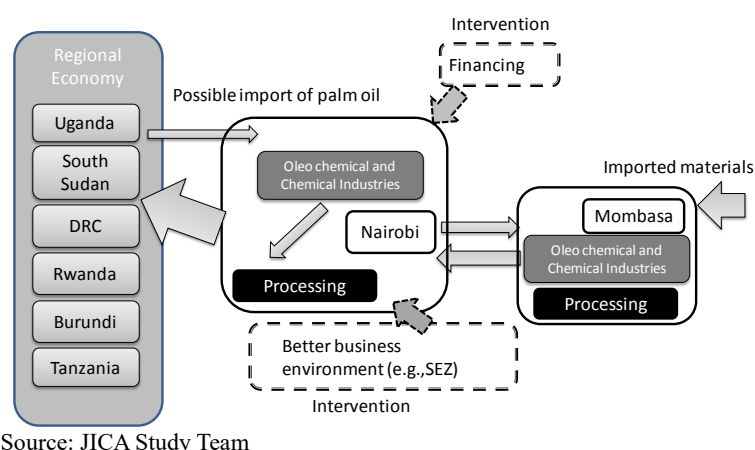 Regional
Economy
Uganda
South
Sudan
DRC
Rwanda
Burundi
Tanzania
Possible import of palm oil
Intervention
Financing
Oleo chemical and
Chemical Industries
Nairobi
Processing
Better business
environment (e.g.,SEZ)
Intervention
Imported materials
Mombasa
Oleo chemical and
Chemical Industries
Processing
Source: JICA Study Team